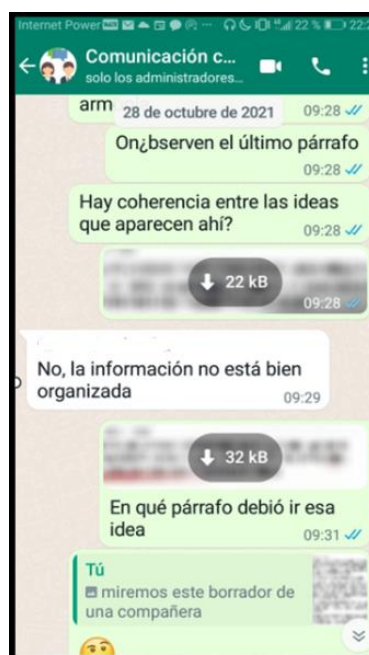 Internet Power 22 % 22:2
Comunicación c...
solo los administradores...
arm
28 de octubre de 2021
09:28
On¿bserven el último párrafo
09:28
Hay coherencia entre las ideas
que aparecen ahí?
09:28
22 kB
09:28
No, la información no está bien
organizada
09:29
32 kB
En qué párrafo debió ir esa
idea
09:31
Tú
miremos este borrador de
una compañera